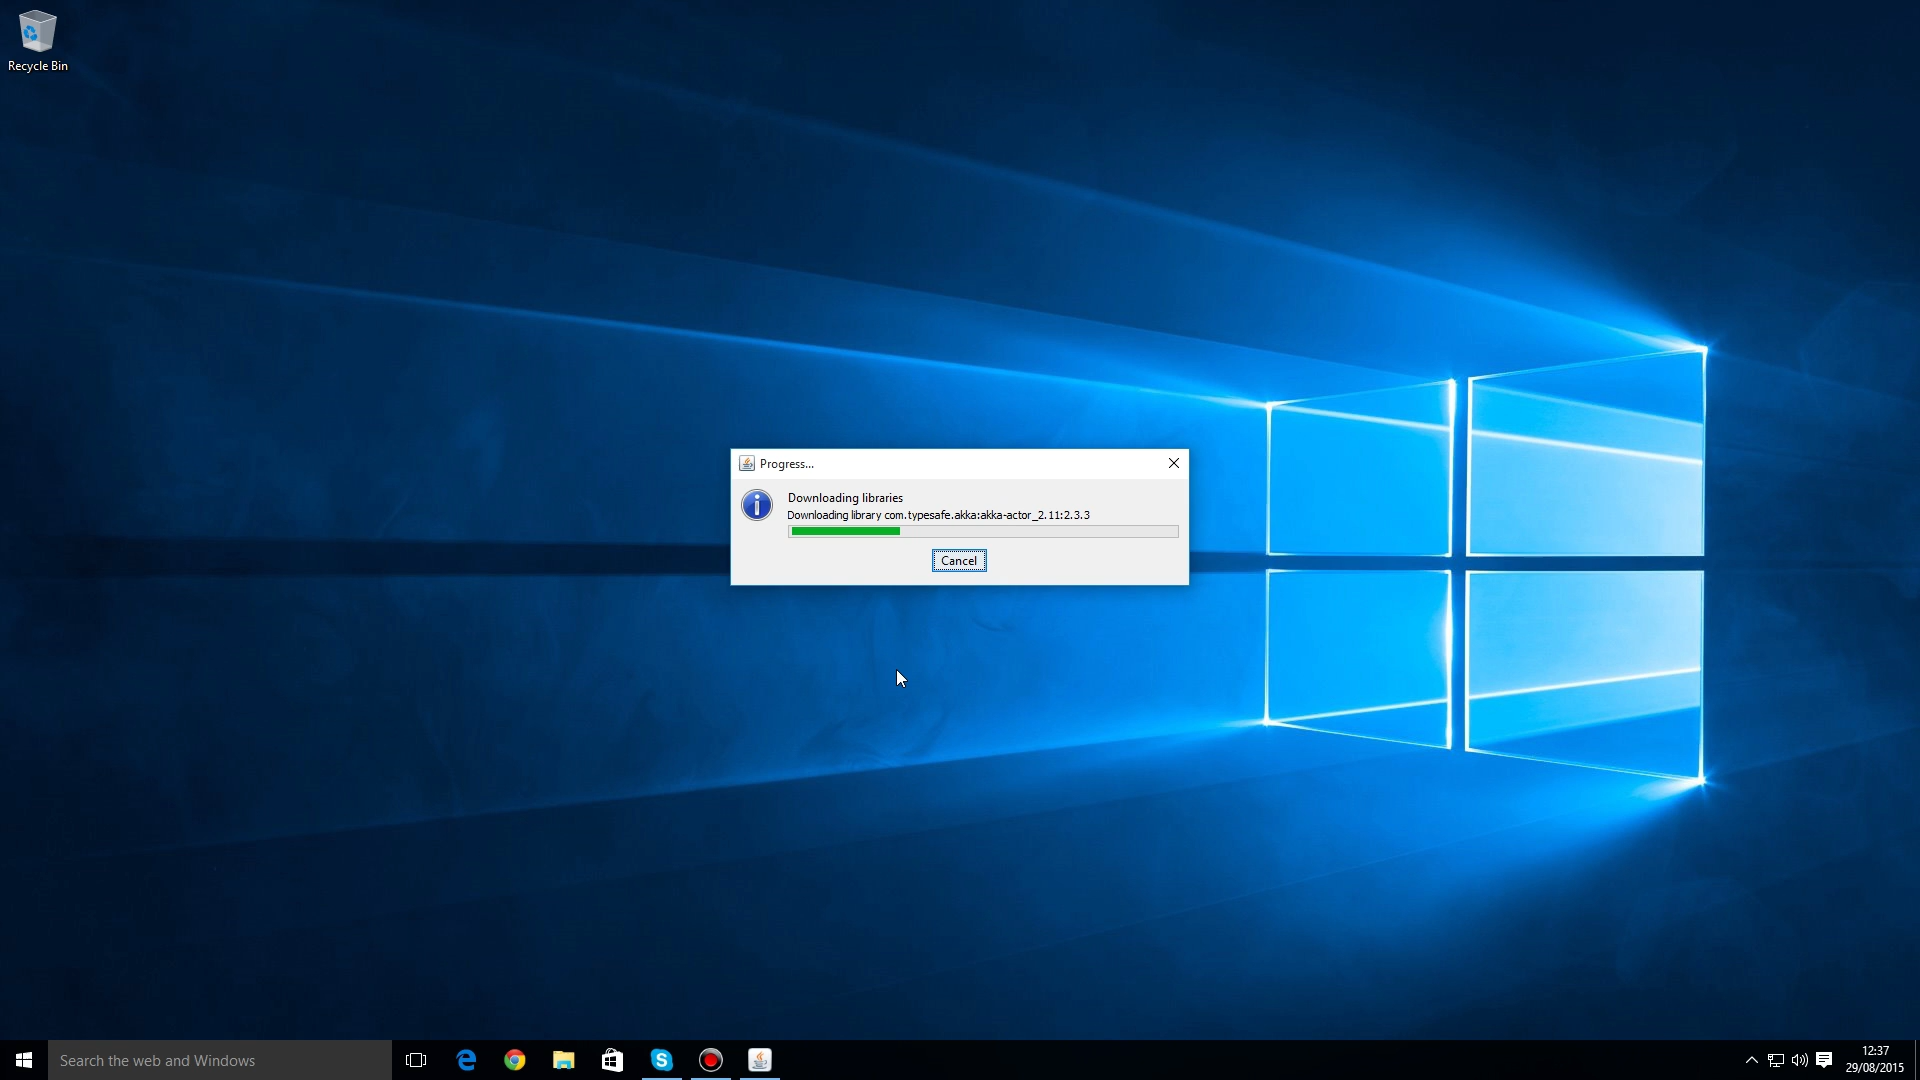 Recycle Bin
Progress...
Downloading libraries
Downloading library com.typesafe.akka:akka-actor_2.11:2.3.3
Cancel
Search the web and Windows
12:37
29/08/2015